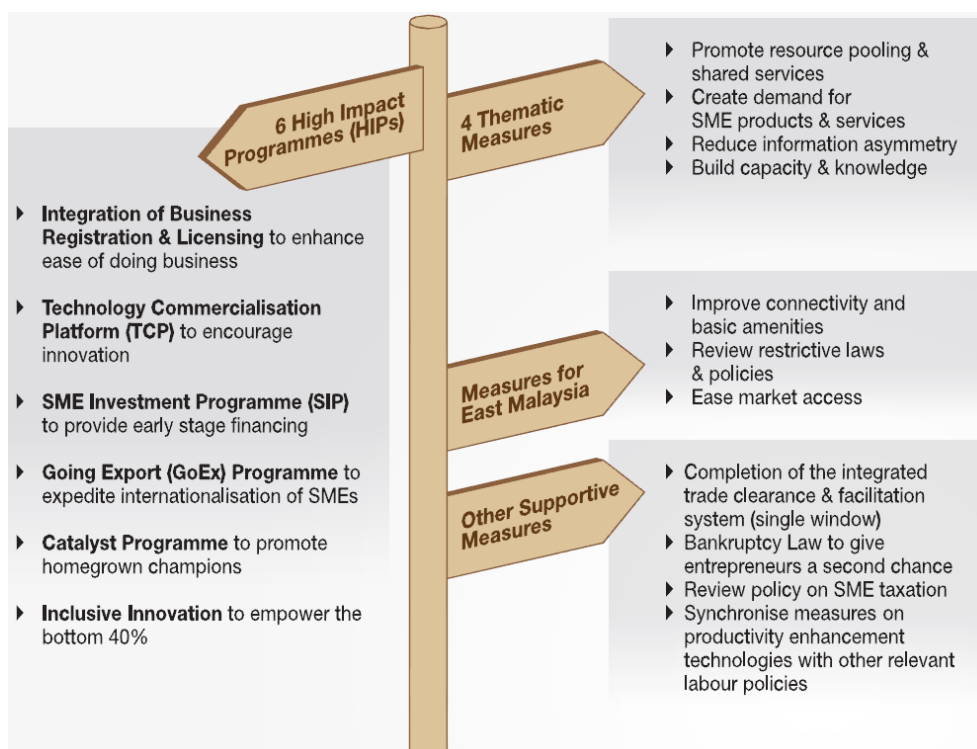 6 High Impact
Programmes (HIPs)
‣ Integration of Business
Registration & Licensing to enhance
ease of doing business
‣ Technology Commercialisation
Platform (TCP) to encourage
innovation
‣ SME Investment Programme (SIP)
to provide early stage financing
‣ Going Export (GoEx) Programme to
expedite internationalisation of SMEs
‣ Catalyst Programme to promote
homegrown champions
‣ Inclusive Innovation to empower the
bottom 40%
4 Thematic
Measures
‣ Promote resource pooling &
shared services
‣ Create demand for
SME products & services
‣ Reduce information asymmetry
‣ Build capacity & knowledge
Measures for
East Malaysia
‣ Improve connectivity and
basic amenities
‣ Review restrictive laws
& policies
‣ Ease market access
Other Supportive
Measures
‣ Completion of the integrated
trade clearance & facilitation
system (single window)
‣ Bankruptcy Law to give
entrepreneurs a second chance
‣ Review policy on SME taxation
‣ Synchronise measures on
productivity enhancement
technologies with other relevant
labour policies